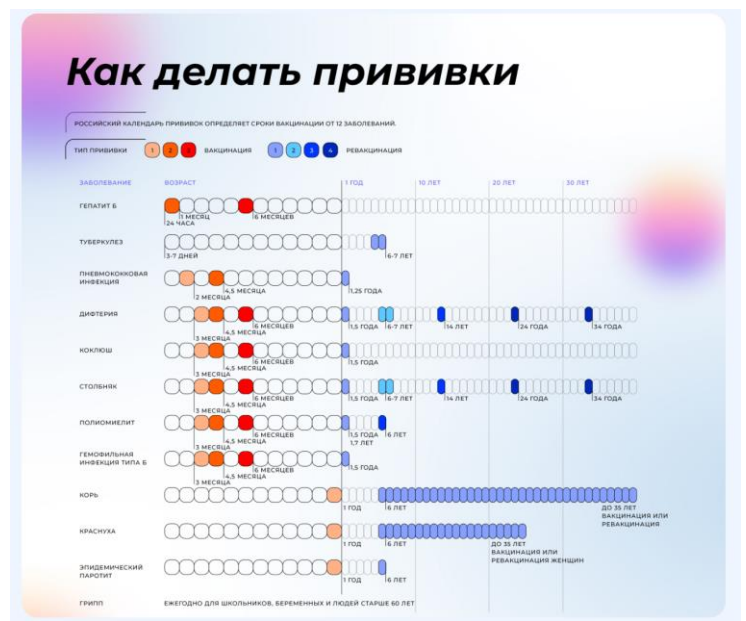 Как делать прививки
РОССИЙСКИЙ КАЛЕНДАРЬ ПРИВИВОК ОПРЕДЕЛЯЕТ СРОКИ ВАКЦИНАЦИИ ОТ 12 ЗАБОЛЕВАНИЙ.
ТИП ПРИВИВКИ 1 2 3 ВАКЦИНАЦИЯ 1 2 3 4 РЕВАКЦИНАЦИЯ
ЗАБОЛЕВАНИЕ ВОЗРАСТ 1 ГОД 10 ЛЕТ 20 ЛЕТ 30 ЛЕТ
ГЕПАТИТ Б
1 МЕСЯЦ 6 МЕСЯЦЕВ
24 ЧАСА
ТУБЕРКУЛЕЗ
3-7 ДНЕЙ 6-7 ЛЕТ
ПНЕВМОКОККОВАЯ
ИНФЕКЦИЯ
4,5 МЕСЯЦА 1,25 ГОДА
2 МЕСЯЦА
ДИФТЕРИЯ
6 МЕСЯЦЕВ 1,5 ГОДА 6-7 ЛЕТ 14 ЛЕТ 24 ГОДА 34 ГОДА
4,5 МЕСЯЦА
3 МЕСЯЦА
КОКЛЮШ
6 МЕСЯЦЕВ 1,5 ГОДА
4,5 МЕСЯЦА
3 МЕСЯЦА
СТОЛБНЯК
6 МЕСЯЦЕВ 1,5 ГОДА 6-7 ЛЕТ 14 ЛЕТ 24 ГОДА 34 ГОДА
4,5 МЕСЯЦА
3 МЕСЯЦА
ПОЛИОМИЕЛИТ
6 МЕСЯЦЕВ 1,5 ГОДА 6 ЛЕТ
4,5 МЕСЯЦА 1,7 ЛЕТ
3 МЕСЯЦА
ГЕМОФИЛЬНАЯ
ИНФЕКЦИЯ ТИПА Б
6 МЕСЯЦЕВ 1,5 ГОДА
4,5 МЕСЯЦА
3 МЕСЯЦА
КОРЬ
1 ГОД 6 ЛЕТ ДО 35 ЛЕТ
ВАКЦИНАЦИЯ ИЛИ
РЕВАКЦИНАЦИЯ
КРАСНУХА
1 ГОД 6 ЛЕТ ДО 35 ЛЕТ
ВАКЦИНАЦИЯ ИЛИ
РЕВАКЦИНАЦИЯ ЖЕНЩИН
ЭПИДЕМИЧЕСКИЙ
ПАРОТИТ
1 ГОД 6 ЛЕТ
ГРИПП ЕЖЕГОДНО ДЛЯ ШКОЛЬНИКОВ, БЕРЕМЕННЫХ И ЛЮДЕЙ СТАРШЕ 60 ЛЕТ